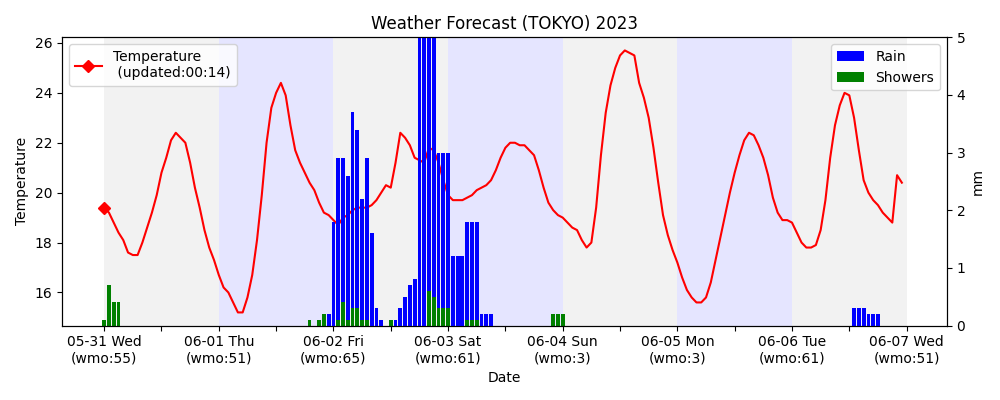 Weather Forecast (TOKYO) 2023
Temperature
(updated:00:14)
Rain
Showers
26
24
22
20
18
16
Temperature
5
4
3
2
1
0
mm
05-31 Wed
(wmo:55)
06-01 Thu
(wmo:51)
06-02 Fri
(wmo:65)
06-03 Sat
(wmo:61)
06-04 Sun
(wmo:3)
06-05 Mon
(wmo:3)
06-06 Tue
(wmo:61)
06-07 Wed
(wmo:51)
Date